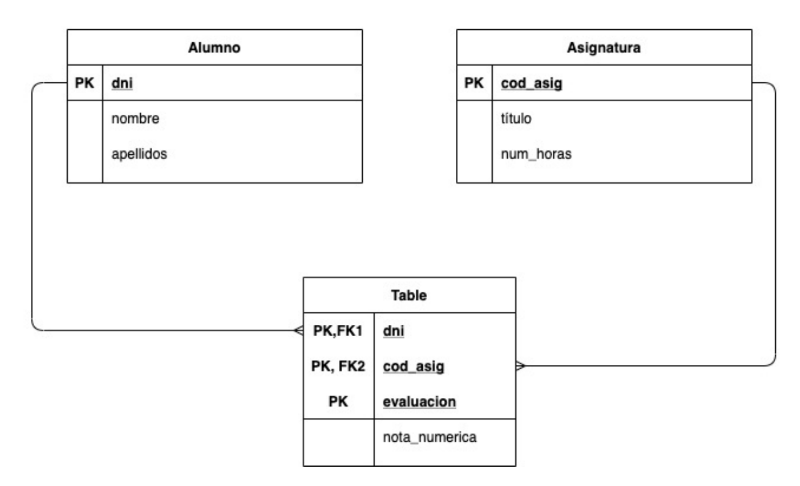 Alumno
PK dni
nombre
apellidos
Asignatura
PK cod_asig
título
num_horas
Table
PK,FK1 dni
PK, FK2 cod_asig
PK evaluacion
nota_numerica